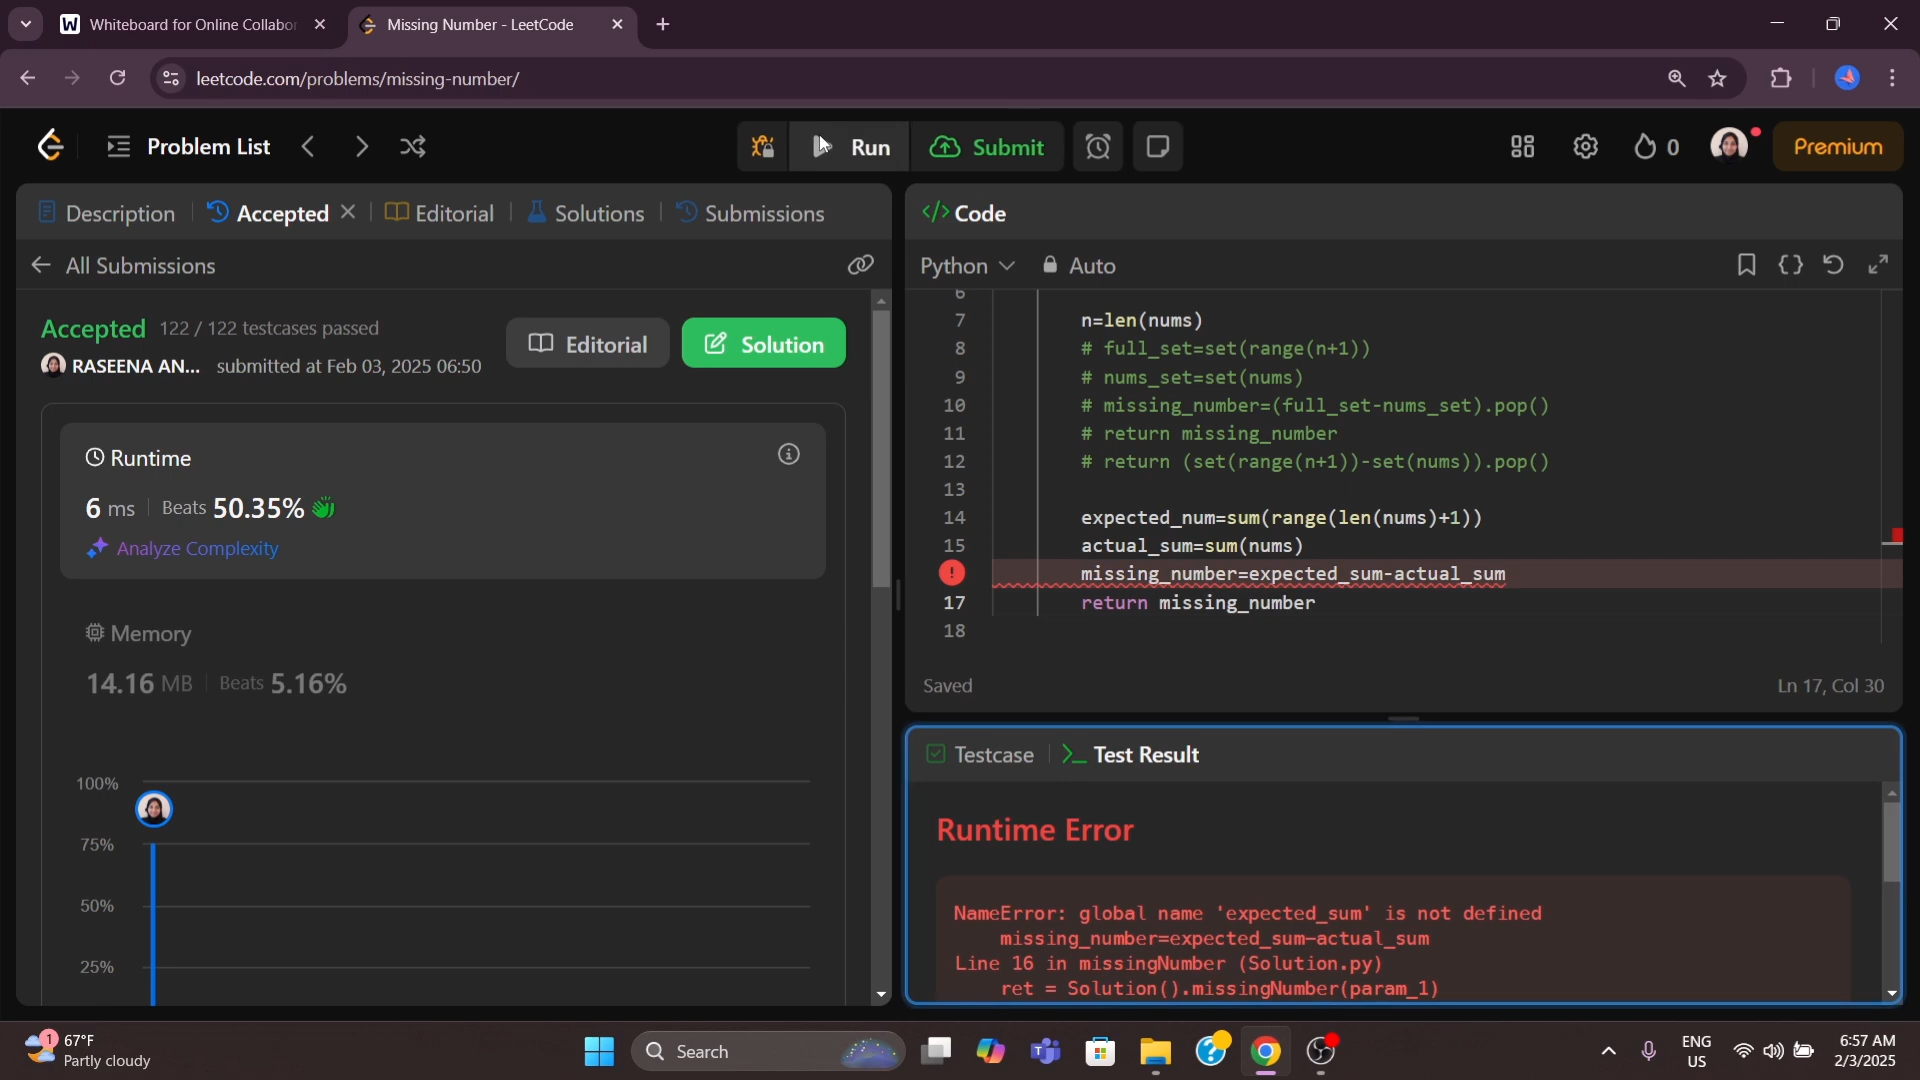 Whiteboard for Online Collabor
Missing Number - LeetCode
leetcode.com/problems/missing-number/
Problem List
Run
Submit
0
Premium
Description
Accepted
Editorial
Solutions
Submissions
All Submissions
Accepted 122 / 122 testcases passed
RASEENA AN... submitted at Feb 03, 2025 06:50
Editorial
Solution
Runtime
6 ms Beats 50.35%
Analyze Complexity
Memory
14.16 MB Beats 5.16%
100%
75%
50%
25%
</> Code
Python
Auto
6
7 n=len(nums)
8 # full_set=set(range(n+1))
9 # nums_set=set(nums)
10 # missing_number=(full_set-nums_set).pop()
11 # return missing_number
12 # return (set(range(n+1))-set(nums)).pop()
13
14 expected_num=sum(range(len(nums)+1))
15 actual_sum=sum(nums)
missing_number=expected_sum-actual_sum
17 return missing_number
18
Saved
Ln 17, Col 30
Testcase
Test Result
Runtime Error
NameError: global name 'expected_sum' is not defined
missing_number=expected_sum-actual_sum
Line 16 in missingNumber (Solution.py)
ret = Solution().missingNumber(param_1)
1
67°F
Partly cloudy
Search
ENG
US
6:57 AM
2/3/2025